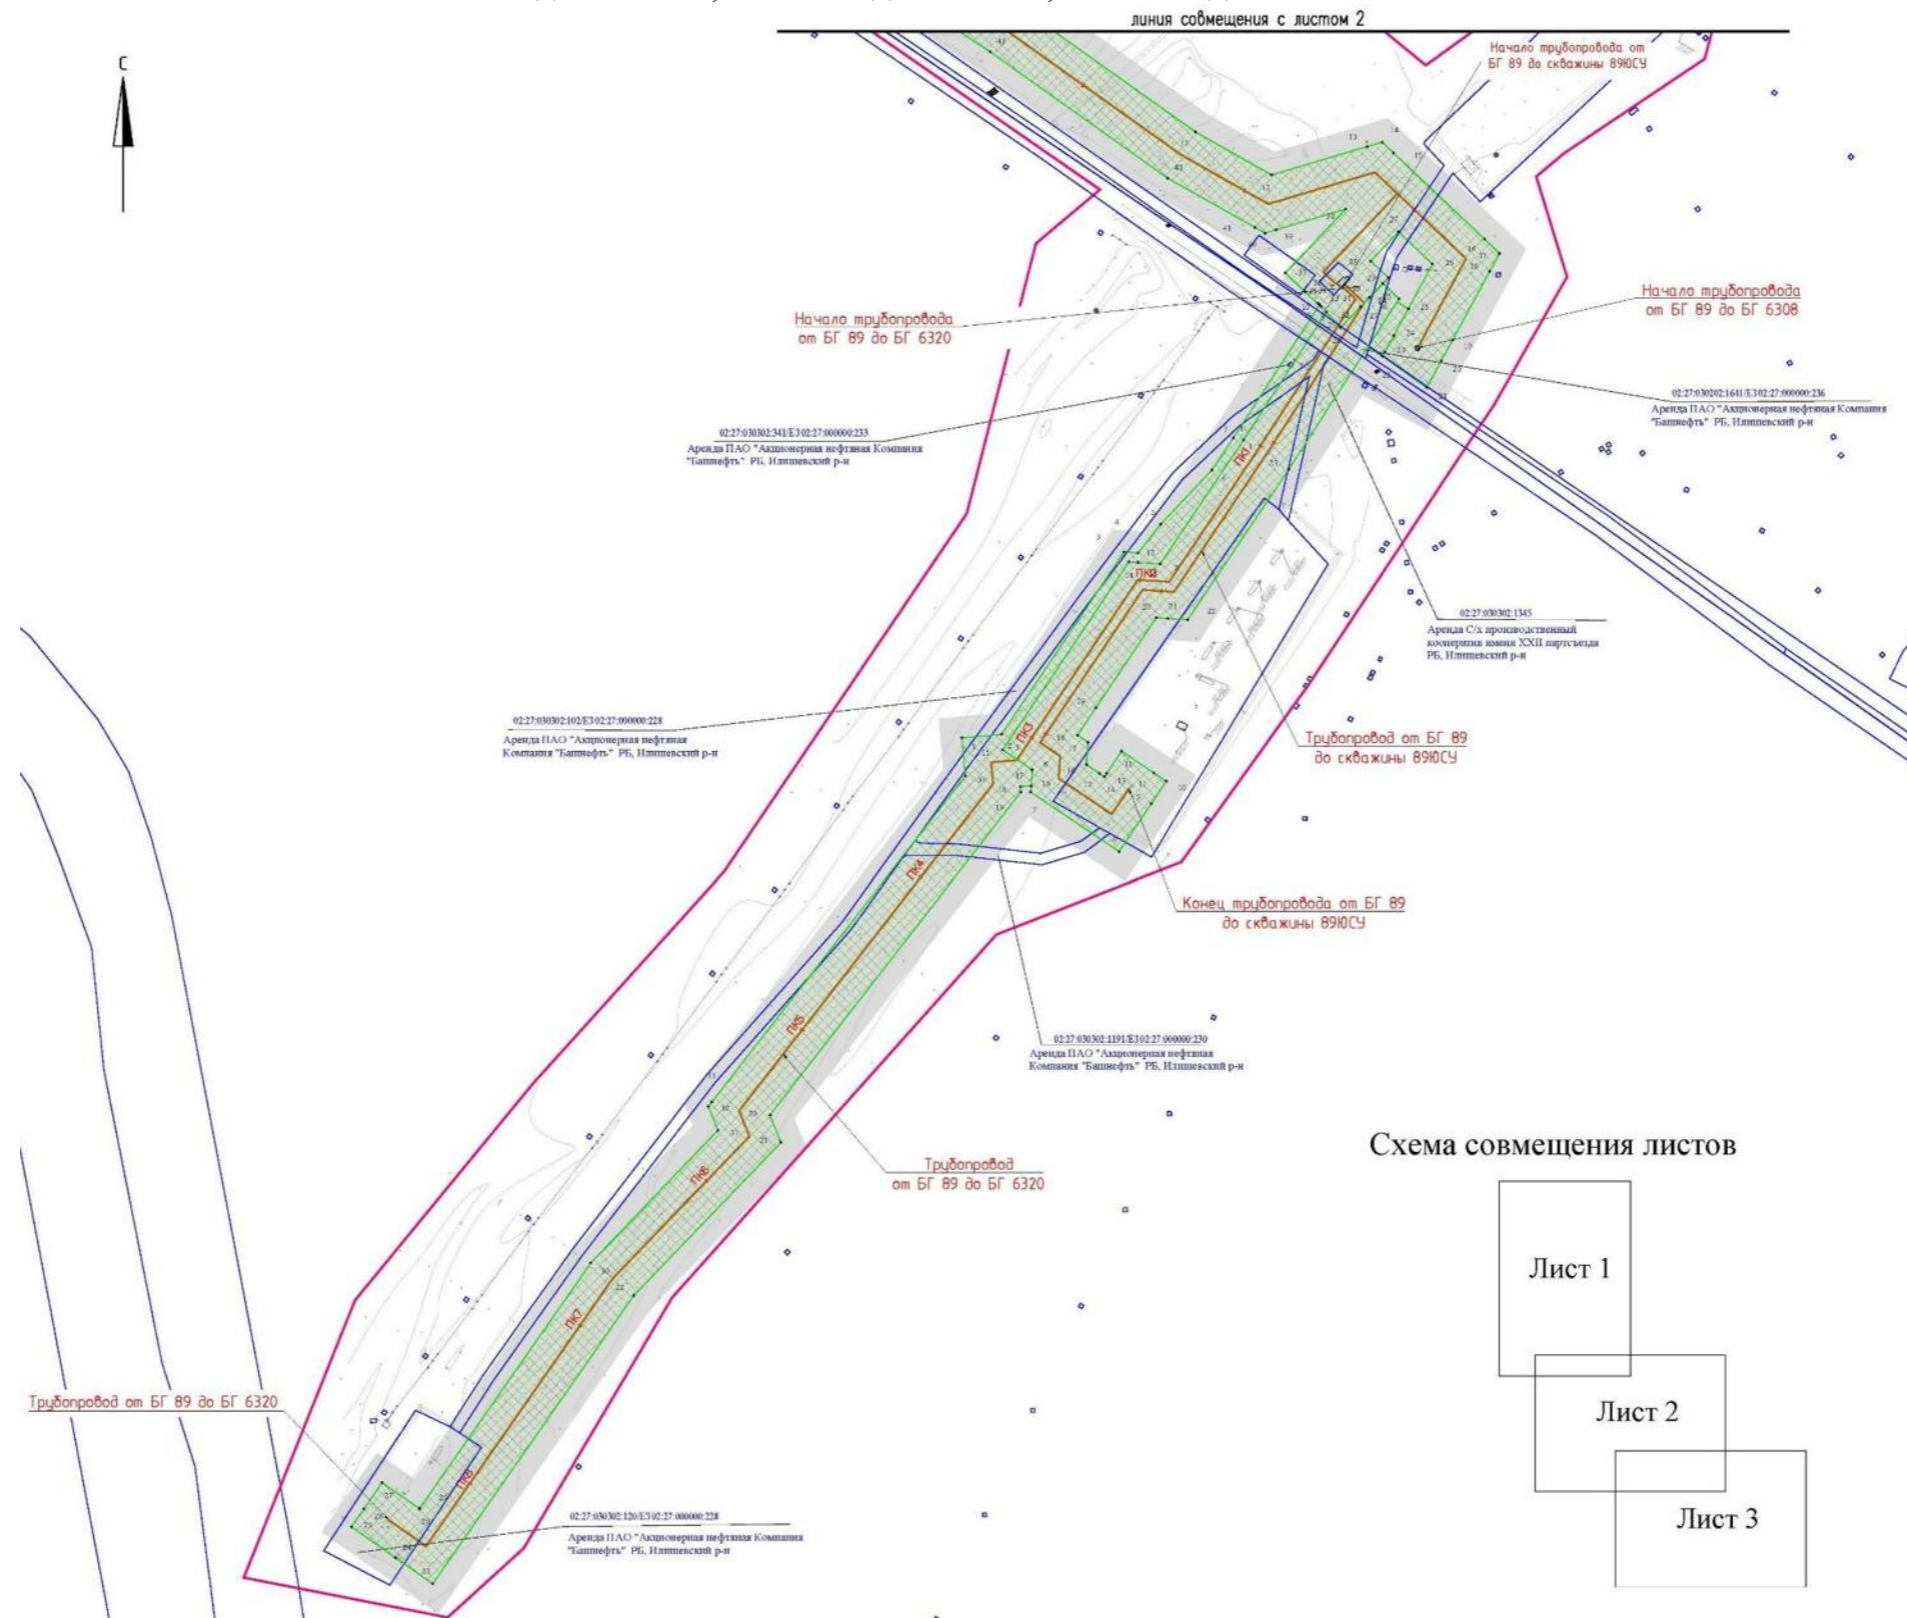 линия совмещения с листом 2
С
Начало трубопровода от
БГ 89 до скважины 89ЮСУ
Начало трубопровода
от БГ 89 до БГ 6320
Начало трубопровода
от БГ 89 до БГ 6308
02:27:030202:1641/ЕЗ 02:27:000000:236
Аренда ПАО "Акционерная нефтяная Компания
"Башнефть" РБ, Илишевский р-н
02:27:030302:341/ЕЗ 02:27:000000:233
Аренда ПАО "Акционерная нефтяная Компания
"Башнефть" РБ, Илишевский р-н
ПК1
ПК2
02:27:030302:1345
Аренда С/х производственный
кооператив имени XXII партсъезда
РБ, Илишевский р-н
02:27:030302:102/ЕЗ 02:27:000000:228
Аренда ПАО "Акционерная нефтяная
Компания "Башнефть" РБ, Илишевский р-н
ПК3
Трубопровод от БГ 89
до скважины 89ЮСУ
ПК4
Конец трубопровода от БГ 89
до скважины 89ЮСУ
ПК5
02:27:030302:1191/ЕЗ 02:27:000000:230
Аренда ПАО "Акционерная нефтяная
Компания "Башнефть" РБ, Илишевский р-н
Трубопровод
от БГ 89 до БГ 6320
ПК6
ПК7
Трубопровод от БГ 89 до БГ 6320
ПК8
02:27:030302:120/ЕЗ 02:27:000000:228
Аренда ПАО "Акционерная нефтяная Компания
"Башнефть" РБ, Илишевский р-н
Схема совмещения листов
Лист 1
Лист 2
Лист 3